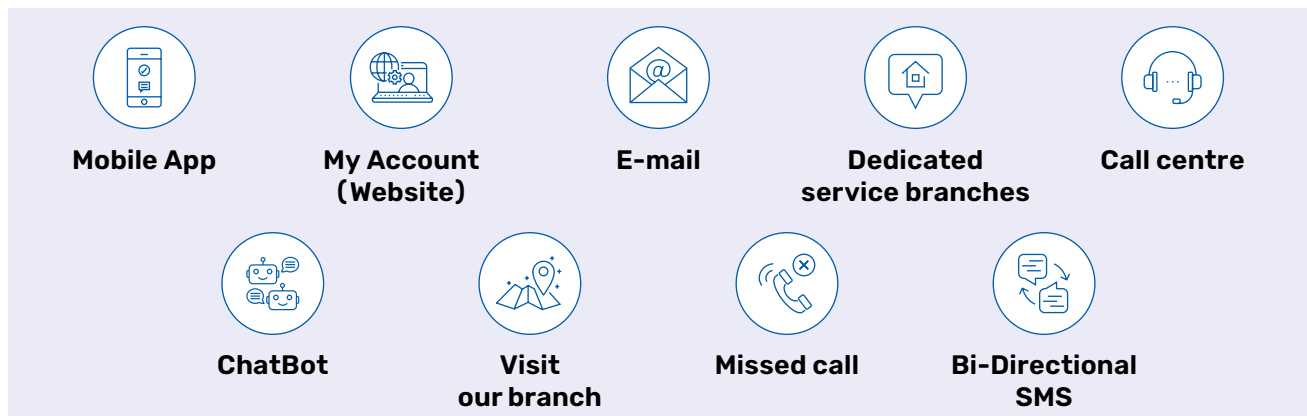 Mobile App
My Account
(Website)
E-mail
Dedicated
service branches
Call centre
ChatBot
Visit
our branch
Missed call
Bi-Directional
SMS